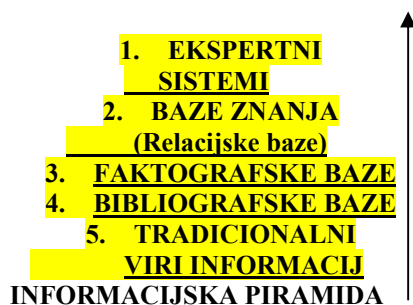 1. EKSPERTNI
SISTEMI
2. BAZE ZNANJA
(Relacijske baze)
3. FAKTOGRAFSKE BAZE
4. BIBLIOGRAFSKE BAZE
5. TRADICIONALNI
VIRI INFORMACIJ
INFORMACIJSKA PIRAMIDA